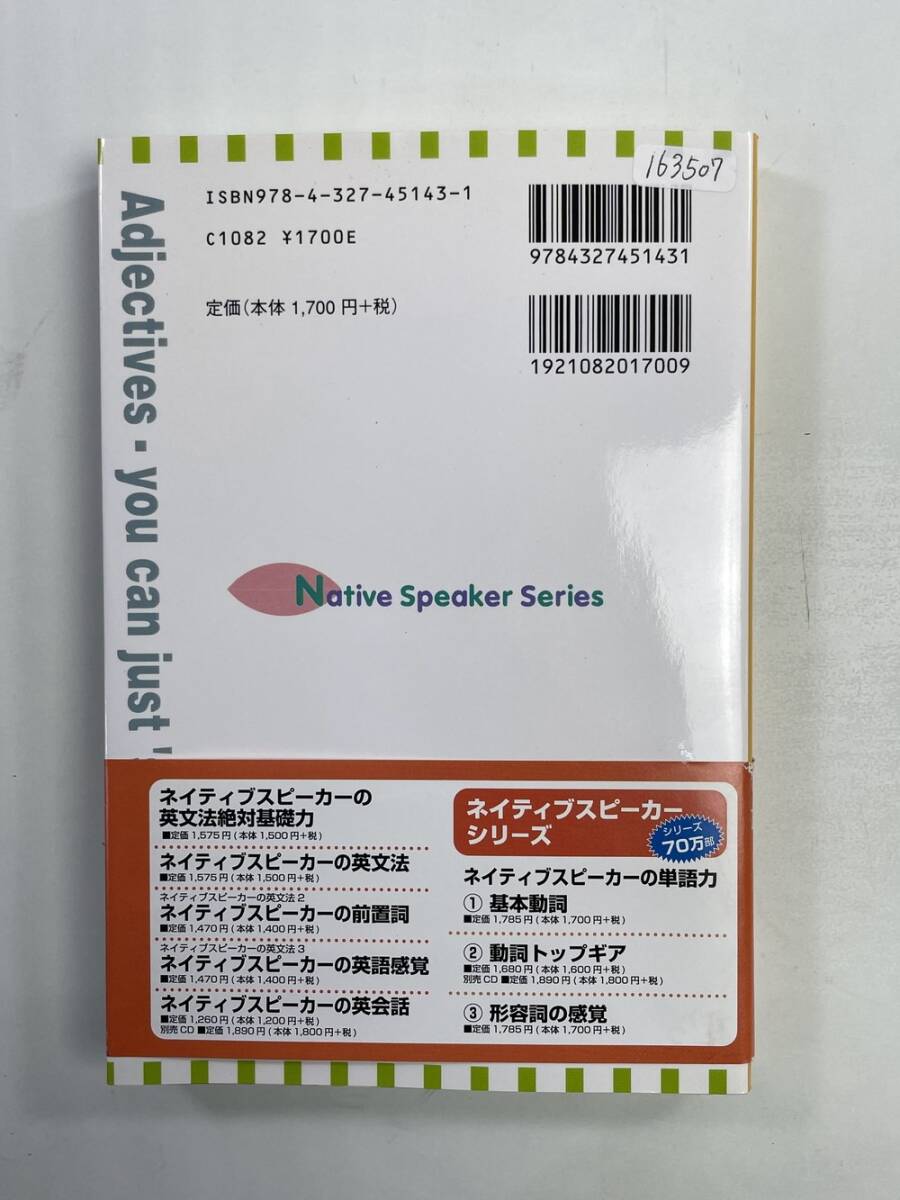 163507
ISBN978-4-327-45143-1
C1082 ¥1700E
定価(本体 1,700 円+税)
9784327451431
1921082017009
Adjectives - you can just '
Native Speaker Series
ネイティブスピーカーの
英文法絶対基礎力
■定価 1,575円 (本体 1,500円+税)
ネイティブスピーカーの英文法
■定価 1,575円 (本体 1,500円+税)
ネイティブスピーカーの英文法 2
ネイティブスピーカーの前置詞
■定価 1,470円 (本体 1,400円+税)
ネイティブスピーカーの英文法 3
ネイティブスピーカーの英語感覚
■定価 1,470円 (本体 1,400円+税)
ネイティブスピーカーの英会話
■定価 1,260円 (本体 1,200円+税)
別売 CD ■定価 1,890円 (本体 1,800円+税)
ネイティブスピーカー
シリーズ
シリーズ
70万部
ネイティブスピーカーの単語力
① 基本動詞
■定価 1,785円 (本体 1,700円+税)
② 動詞トップギア
■定価 1,680円 (本体 1,600円+税)
別売 CD ■定価 1,890円 (本体 1,800円+税)
③ 形容詞の感覚
■定価 1,785円 (本体 1,700円+税)